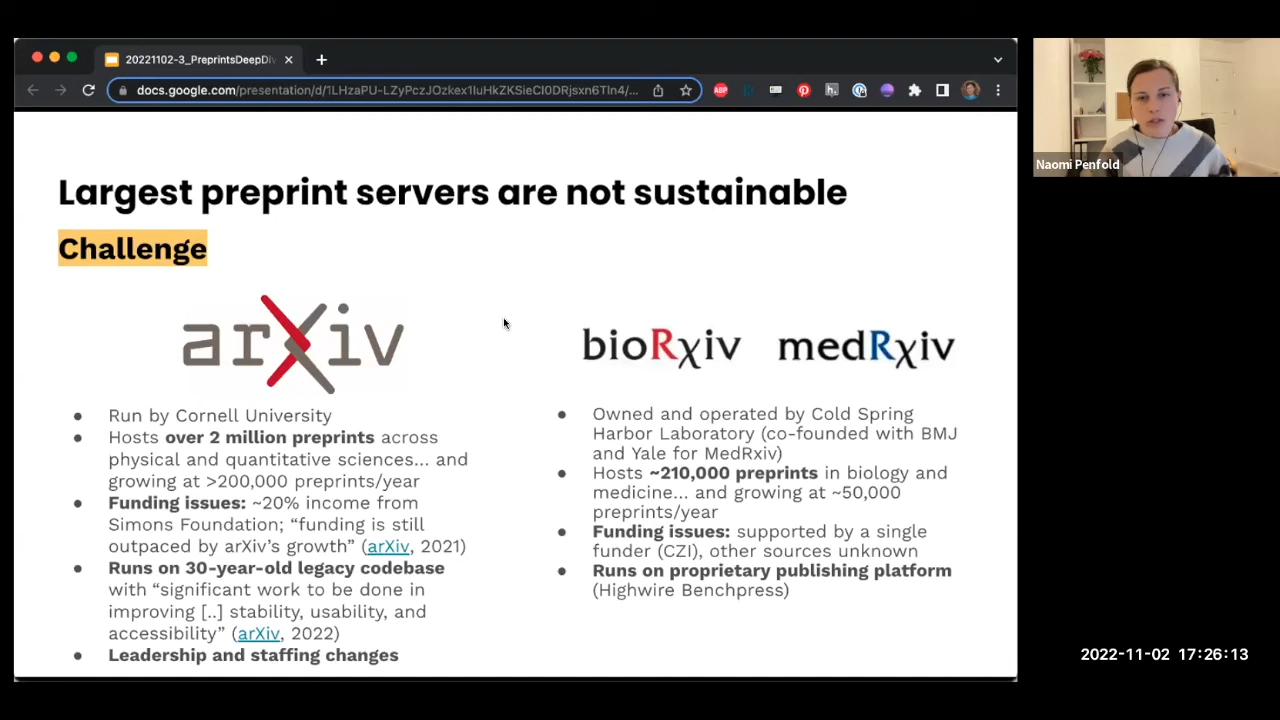 20221102-3_PreprintsDeepDiv
docs.google.com/presentation/d/1LHzaPU-LZyPczJOzkex1luHkZKSieCl0DRjsxn6Tln4/...
ABP
Largest preprint servers are not sustainable
Challenge
arXiv
● Run by Cornell University
● Hosts over 2 million preprints across
physical and quantitative sciences... and
growing at >200,000 preprints/year
● Funding issues: ~20% income from
Simons Foundation; “funding is still
outpaced by arXiv’s growth” (arXiv, 2021)
● Runs on 30-year-old legacy codebase
with “significant work to be done in
improving [..] stability, usability, and
accessibility” (arXiv, 2022)
● Leadership and staffing changes
bioRχiv medRχiv
● Owned and operated by Cold Spring
Harbor Laboratory (co-founded with BMJ
and Yale for MedRxiv)
● Hosts ~210,000 preprints in biology and
medicine... and growing at ~50,000
preprints/year
● Funding issues: supported by a single
funder (CZI), other sources unknown
● Runs on proprietary publishing platform
(Highwire Benchpress)
Naomi Penfold
2022-11-02 17:26:13